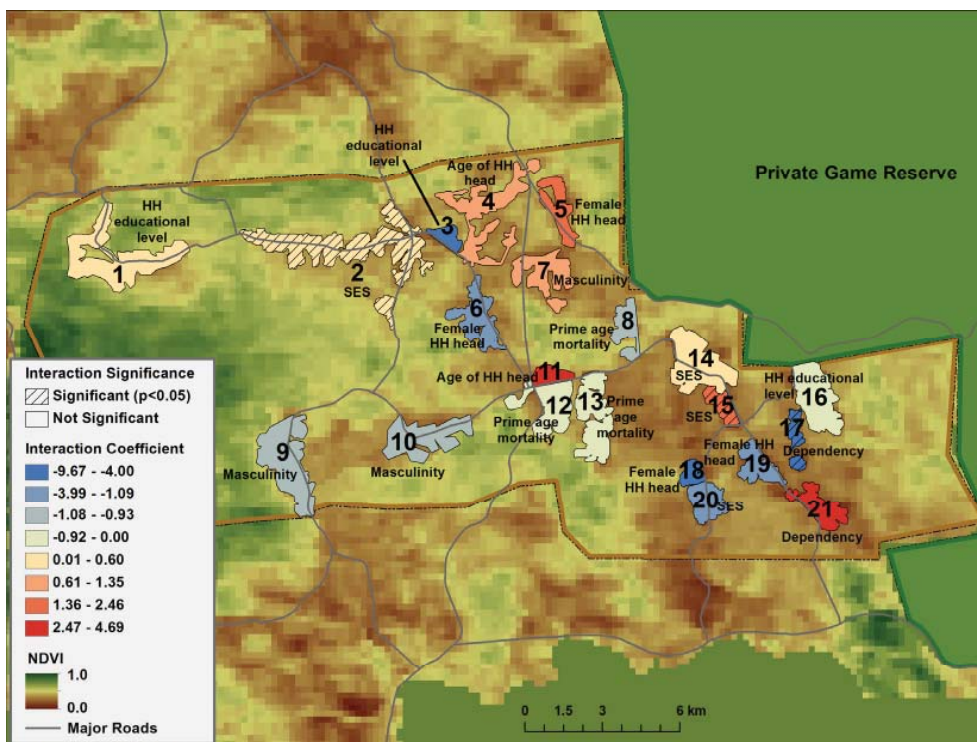 HH
educational
level
Age of HH
head
4
Private Game Reserve
HH
educational
level
3
5
Female
HH head
1
2
SES
7
Masculinity
6
Female
HH head
Prime age
mortality
8
14
SES
Age of HH head
11
HH educational
level
16
12
13
Prime
age
mortality
Prime age
mortality
15
SES
17
Dependency
9
Masculinity
10
Masculinity
Female HH
head
19
Female
HH head
18
20
SES
21
Dependency
Interaction Significance
Significant (p<0.05)
Not Significant
Interaction Coefficient
-9.67 - -4.00
-3.99 - -1.09
-1.08 - -0.93
-0.92 - 0.00
0.01 - 0.60
0.61 - 1.35
1.36 - 2.46
2.47 - 4.69
NDVI
1.0
0.0
Major Roads
0 1.5 3 6 km